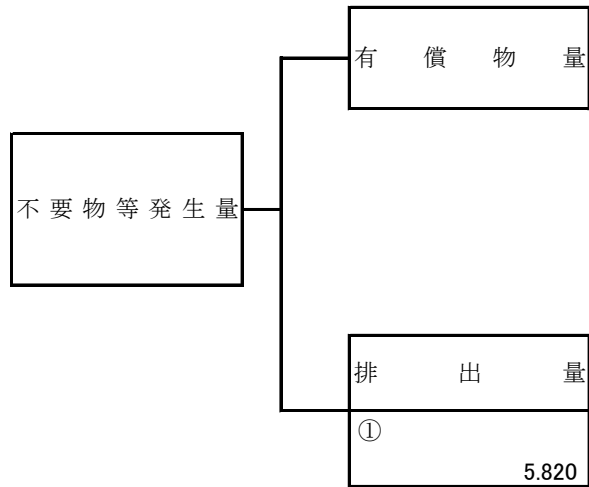 有償物量
不要物等発生量
排出量
①
5.820